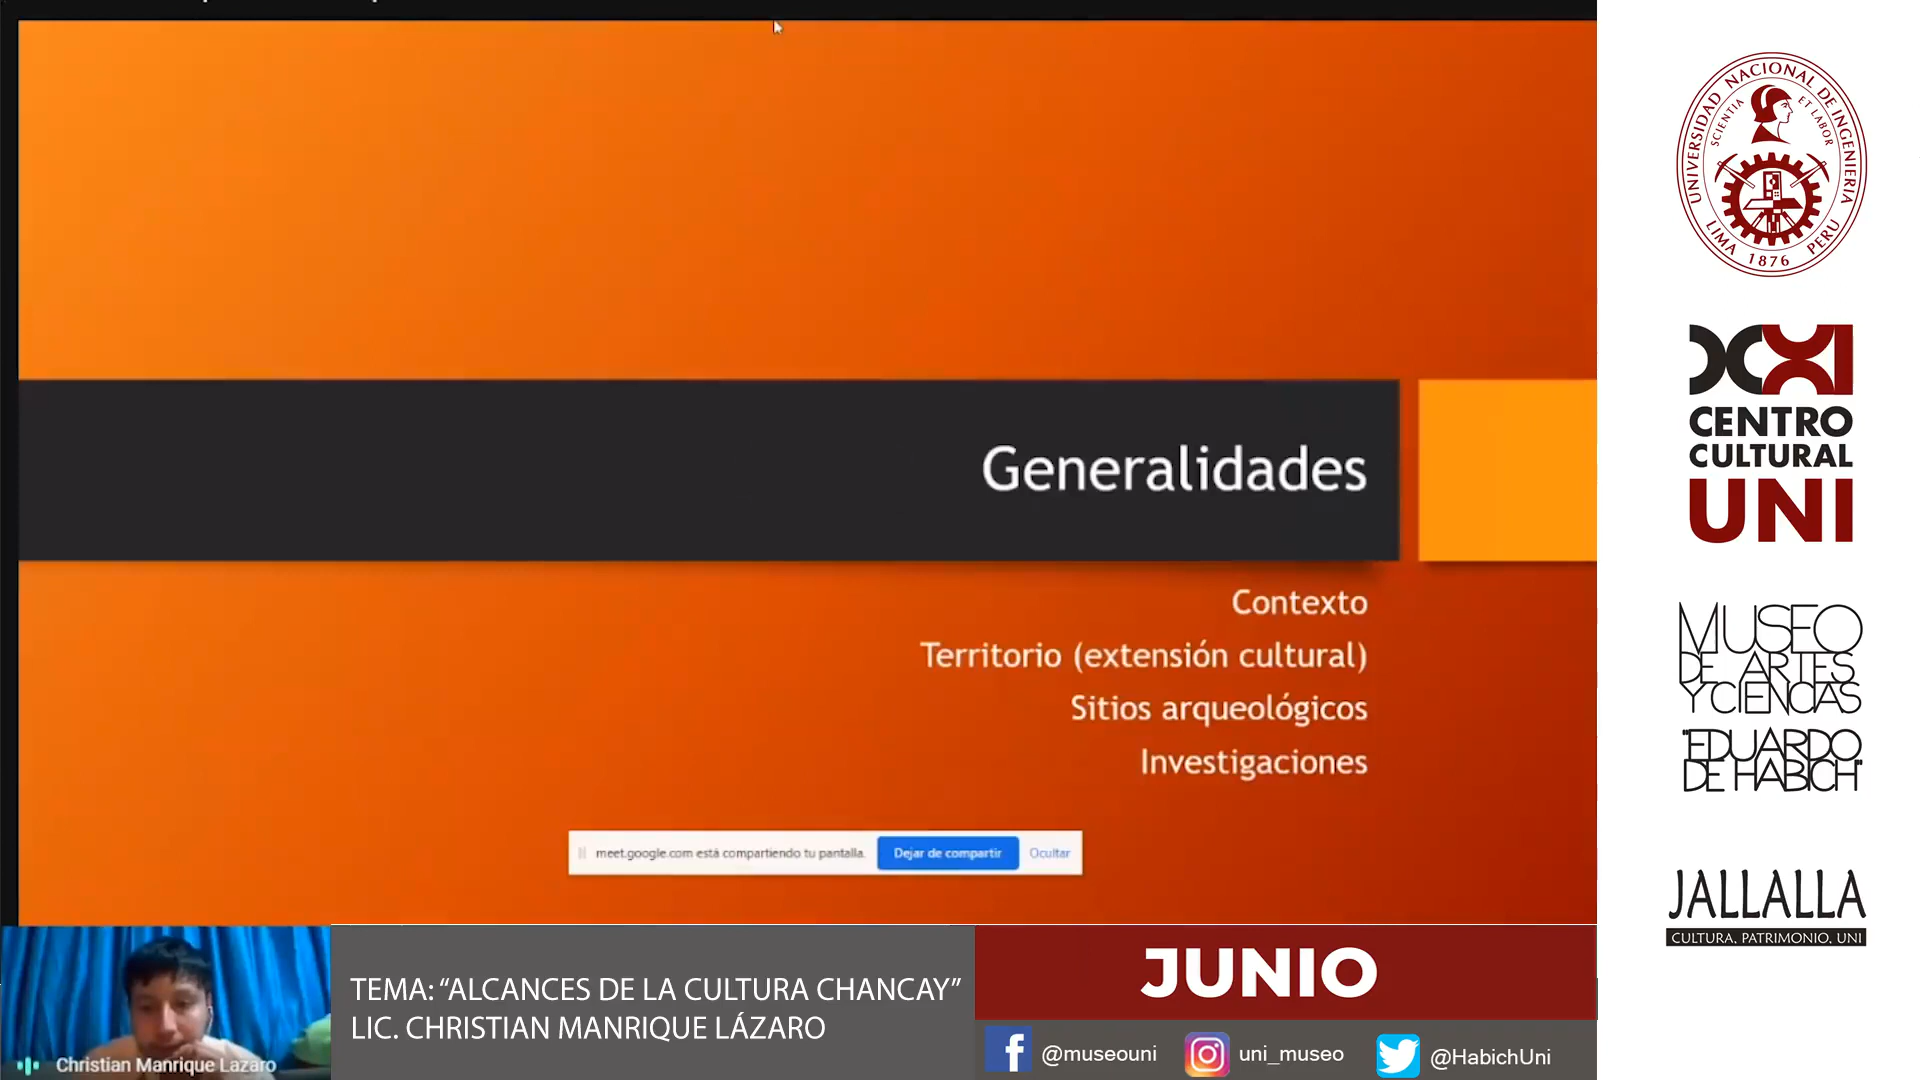 Generalidades
Contexto
Territorio (extensión cultural)
Sitios arqueológicos
Investigaciones
meet.google.com está compartiendo tu pantalla.
Dejar de compartir
Ocultar
Christian Manrique Lazaro
TEMA: “ALCANCES DE LA CULTURA CHANCAY”
LIC. CHRISTIAN MANRIQUE LÁZARO
JUNIO
@museouni
uni_museo
@HabichUni
UNIVERSIDAD NACIONAL DE INGENIERIA
SCIENTIA ET LABOR
LIMA 1876 PERU
CENTRO
CULTURAL
UNI
MUSEO
DE ARTES
Y CIENCIAS
"EDUARDO
DE HABICH"
JALLALLA
CULTURA, PATRIMONIO, UNI